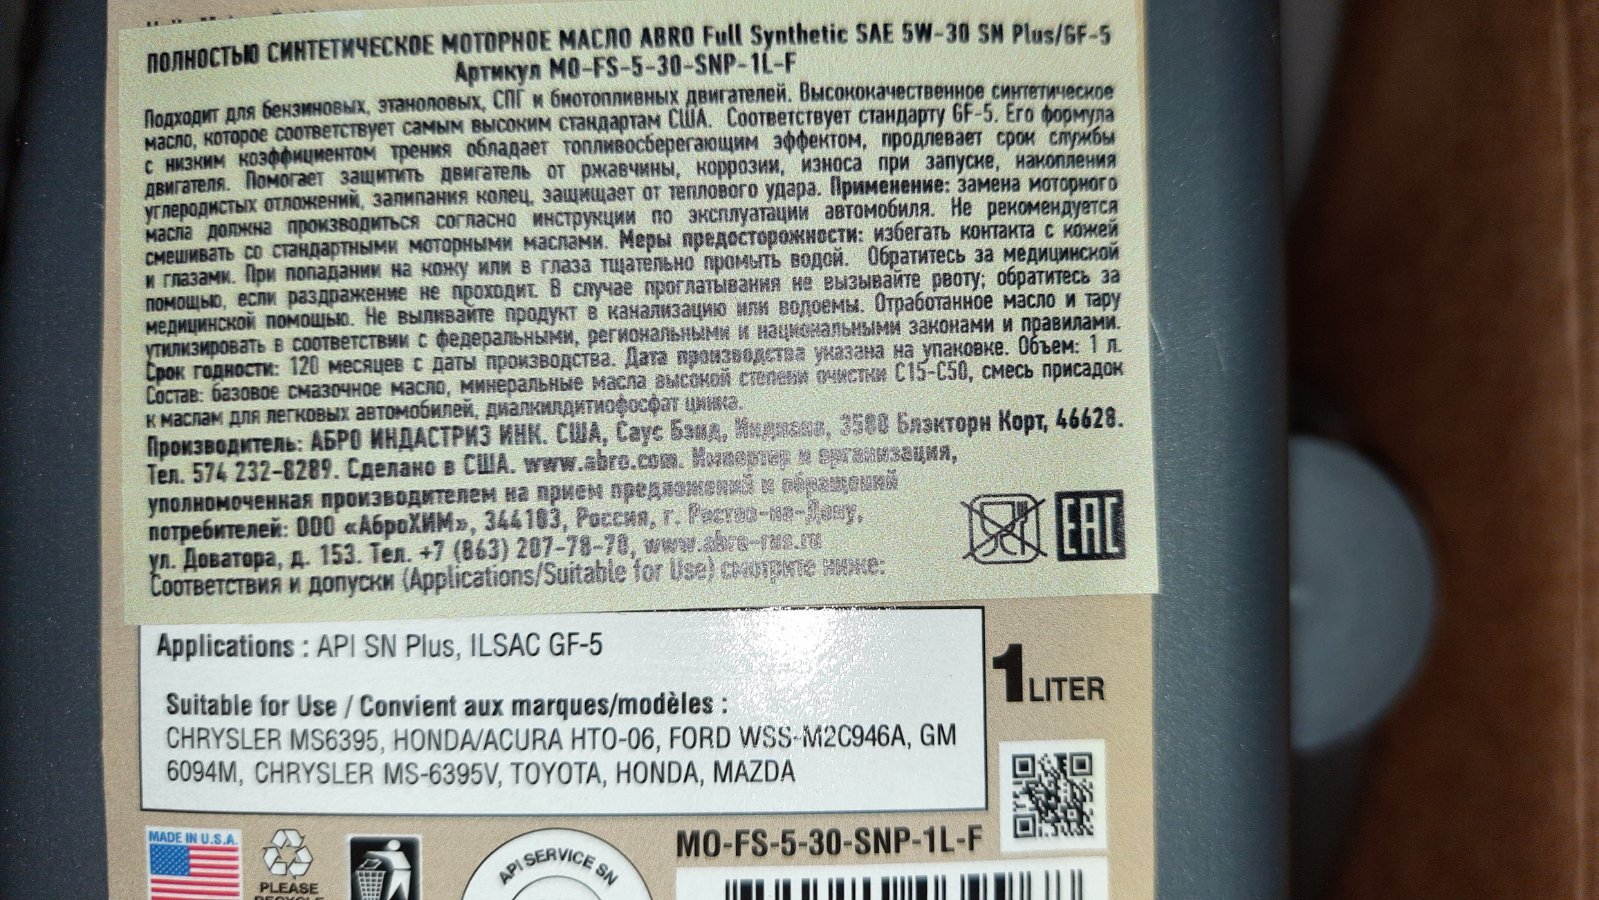 ПОЛНОСТЬЮ СИНТЕТИЧЕСКОЕ МОТОРНОЕ МАСЛО ABRO Full Synthetic SAE 5W-30 SN Plus/GF-5
Артикул MO-FS-5-30-SNP-1L-F
Подходит для бензиновых, этаноловых, СПГ и биотопливных двигателей. Высококачественное синтетическое
масло, которое соответствует самым высоким стандартам США. Соответствует стандарту GF-5. Его формула
с низким коэффициентом трения обладает топливосберегающим эффектом, продлевает срок службы
двигателя. Помогает защитить двигатель от ржавчины, коррозии, износа при запуске, накопления
углеродистых отложений, залипания колец, защищает от теплового удара. Применение: замена моторного
масла должна производиться согласно инструкции по эксплуатации автомобиля. Не рекомендуется
смешивать со стандартными моторными маслами. Меры предосторожности: избегать контакта с кожей
и глазами. При попадании на кожу или в глаза тщательно промыть водой. Обратитесь за медицинской
помощью, если раздражение не проходит. В случае проглатывания не вызывайте рвоту; обратитесь за
медицинской помощью. Не выливайте продукт в канализацию или водоемы. Отработанное масло и тару
утилизировать в соответствии с федеральными, региональными и национальными законами и правилами.
Срок годности: 120 месяцев с даты производства. Дата производства указана на упаковке. Объем: 1 л.
Состав: базовое смазочное масло, минеральные масла высокой степени очистки С15-С50, смесь присадок
к маслам для легковых автомобилей, диалкилдитиофосфат цинка.
Производитель: АБРО ИНДАСТРИЗ ИНК. США, Саус Бэнд, Индиана, 3580 Блэкторн Корт, 46628.
Тел. 574 232-8289. Сделано в США. www.abro.com. Импортер и организация,
уполномоченная производителем на прием предложений и обращений
потребителей: ООО «АброХИМ», 344103, Россия, г. Ростов-на-Дону,
ул. Доватора, д. 153. Тел. +7 (863) 207-78-70, www.abro-rus.ru
Соответствия и допуски (Applications/Suitable for Use) смотрите ниже:
EAC
Applications : API SN Plus, ILSAC GF-5
1 LITER
Suitable for Use / Convient aux marques/modèles :
CHRYSLER MS6395, HONDA/ACURA HTO-06, FORD WSS-M2C946A, GM
6094M, CHRYSLER MS-6395V, TOYOTA, HONDA, MAZDA
MADE IN U.S.A.
PLEASE
RECYCLE
API SERVICE SN
MO-FS-5-30-SNP-1L-F